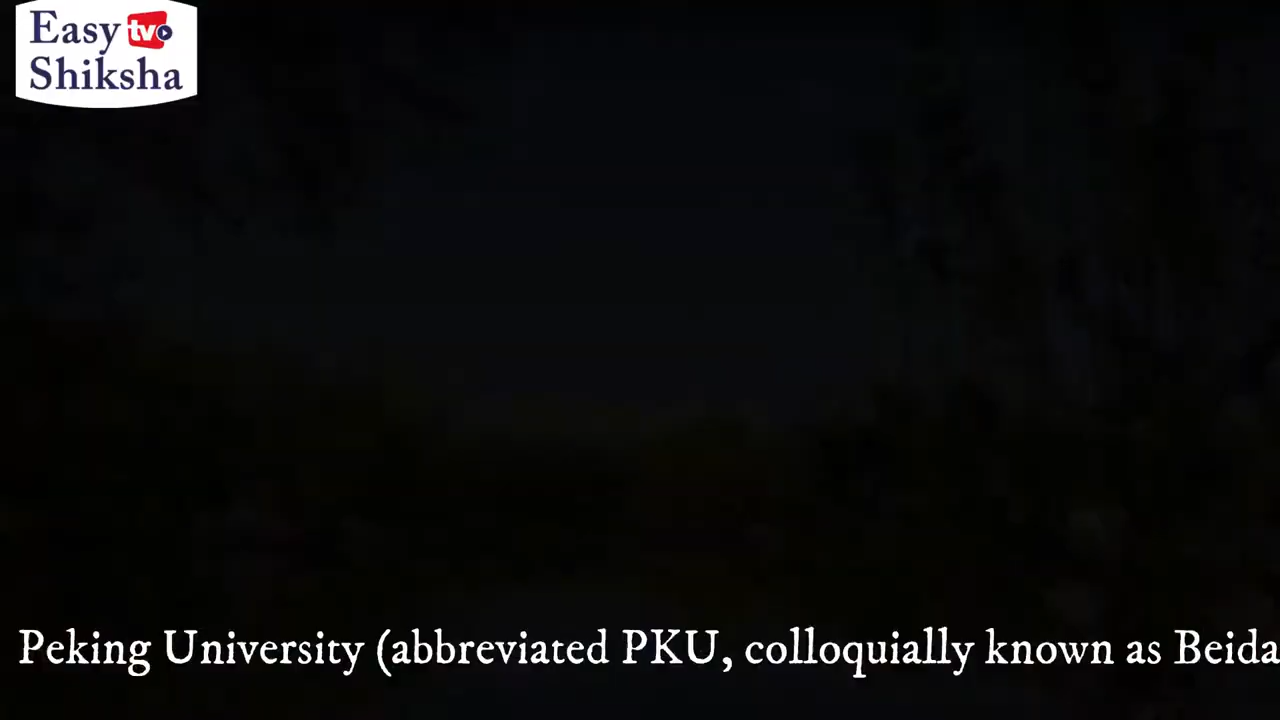 Easy tv
Shiksha
Peking University (abbreviated PKU, colloquially known as Beida